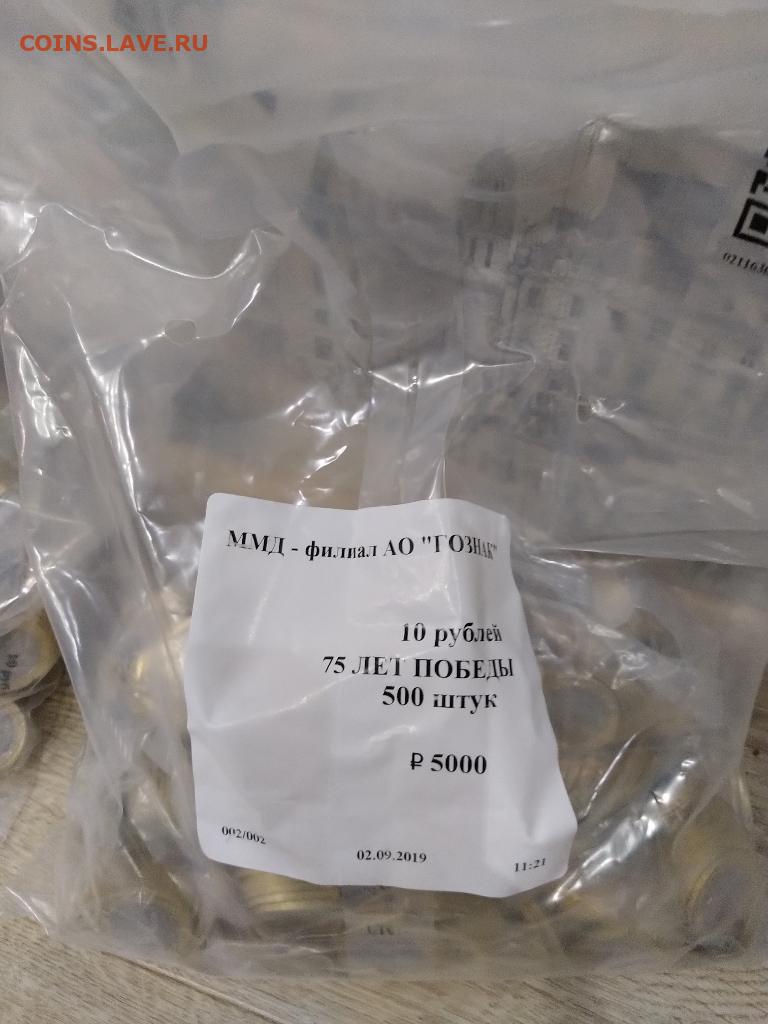 COINS.LAVE.RU
ММД - филиал АО "ГОЗНАК"
10 рублей
75 ЛЕТ ПОБЕДЫ
500 штук
₽ 5000
002/002
02.09.2019
11:21